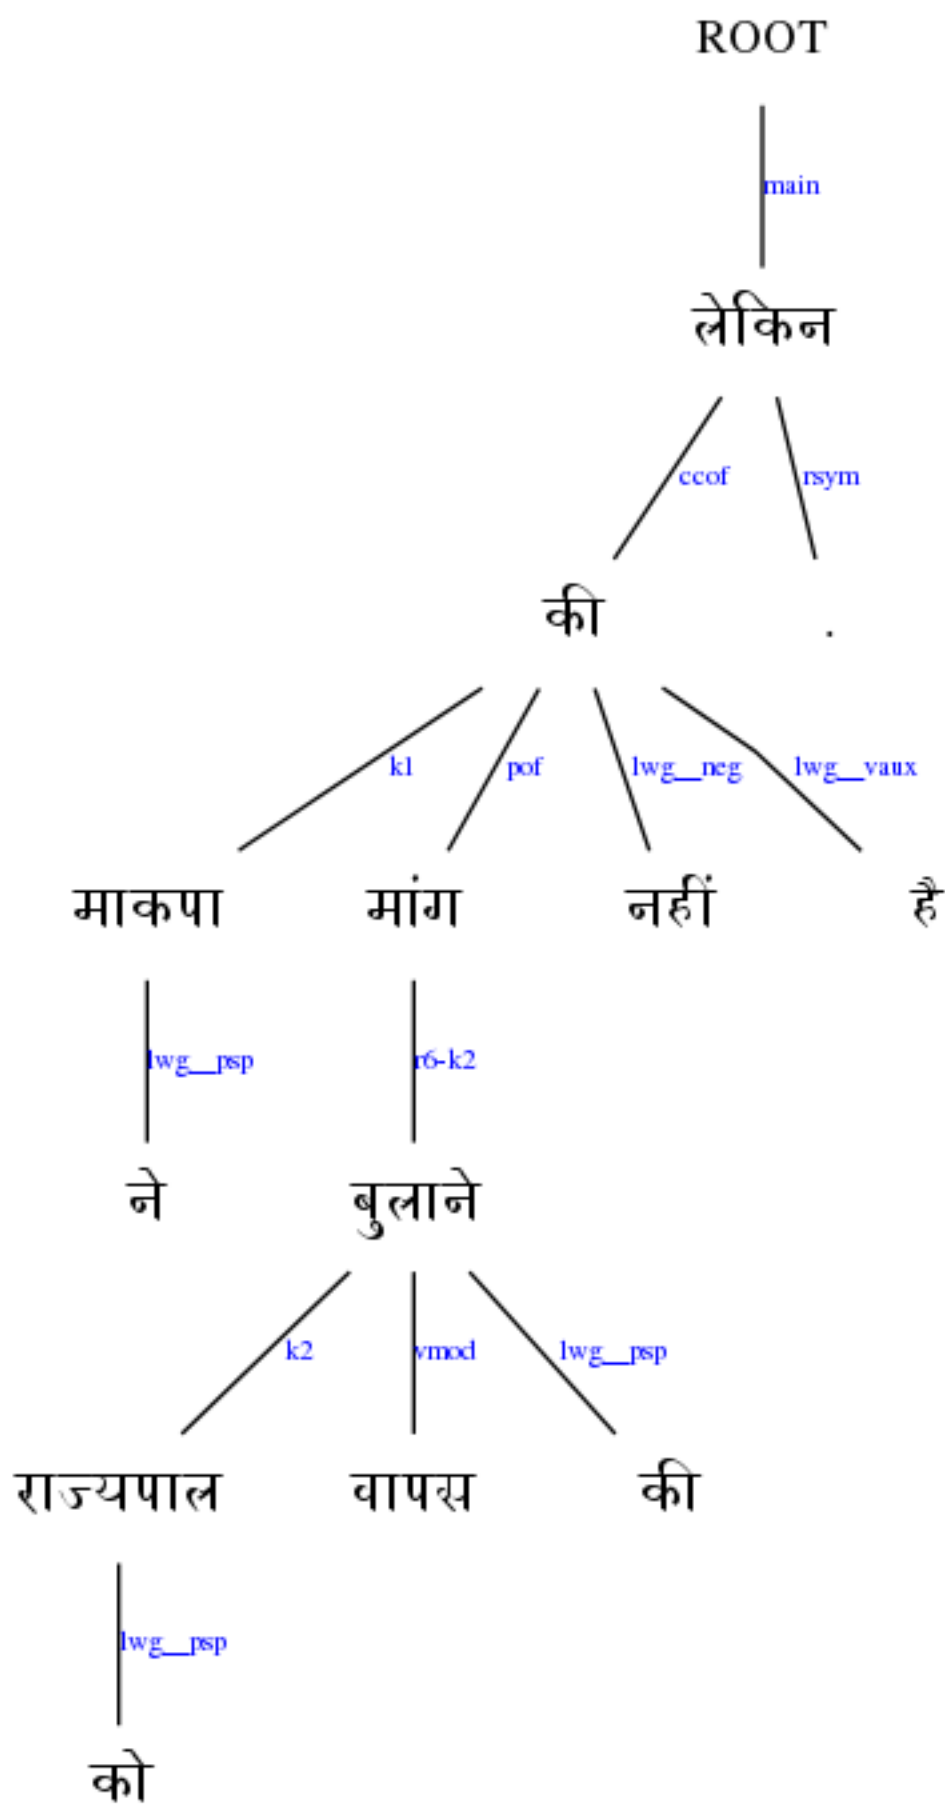 ROOT
main
लेकिन
ccof rsym
की .
k1 pof lwg__neg lwg__vaux
माकपा मांग नहीं है
lwg__psp r6-k2
ने बुलाने
k2 vmod lwg__psp
राज्यपाल वापस की
lwg__psp
को